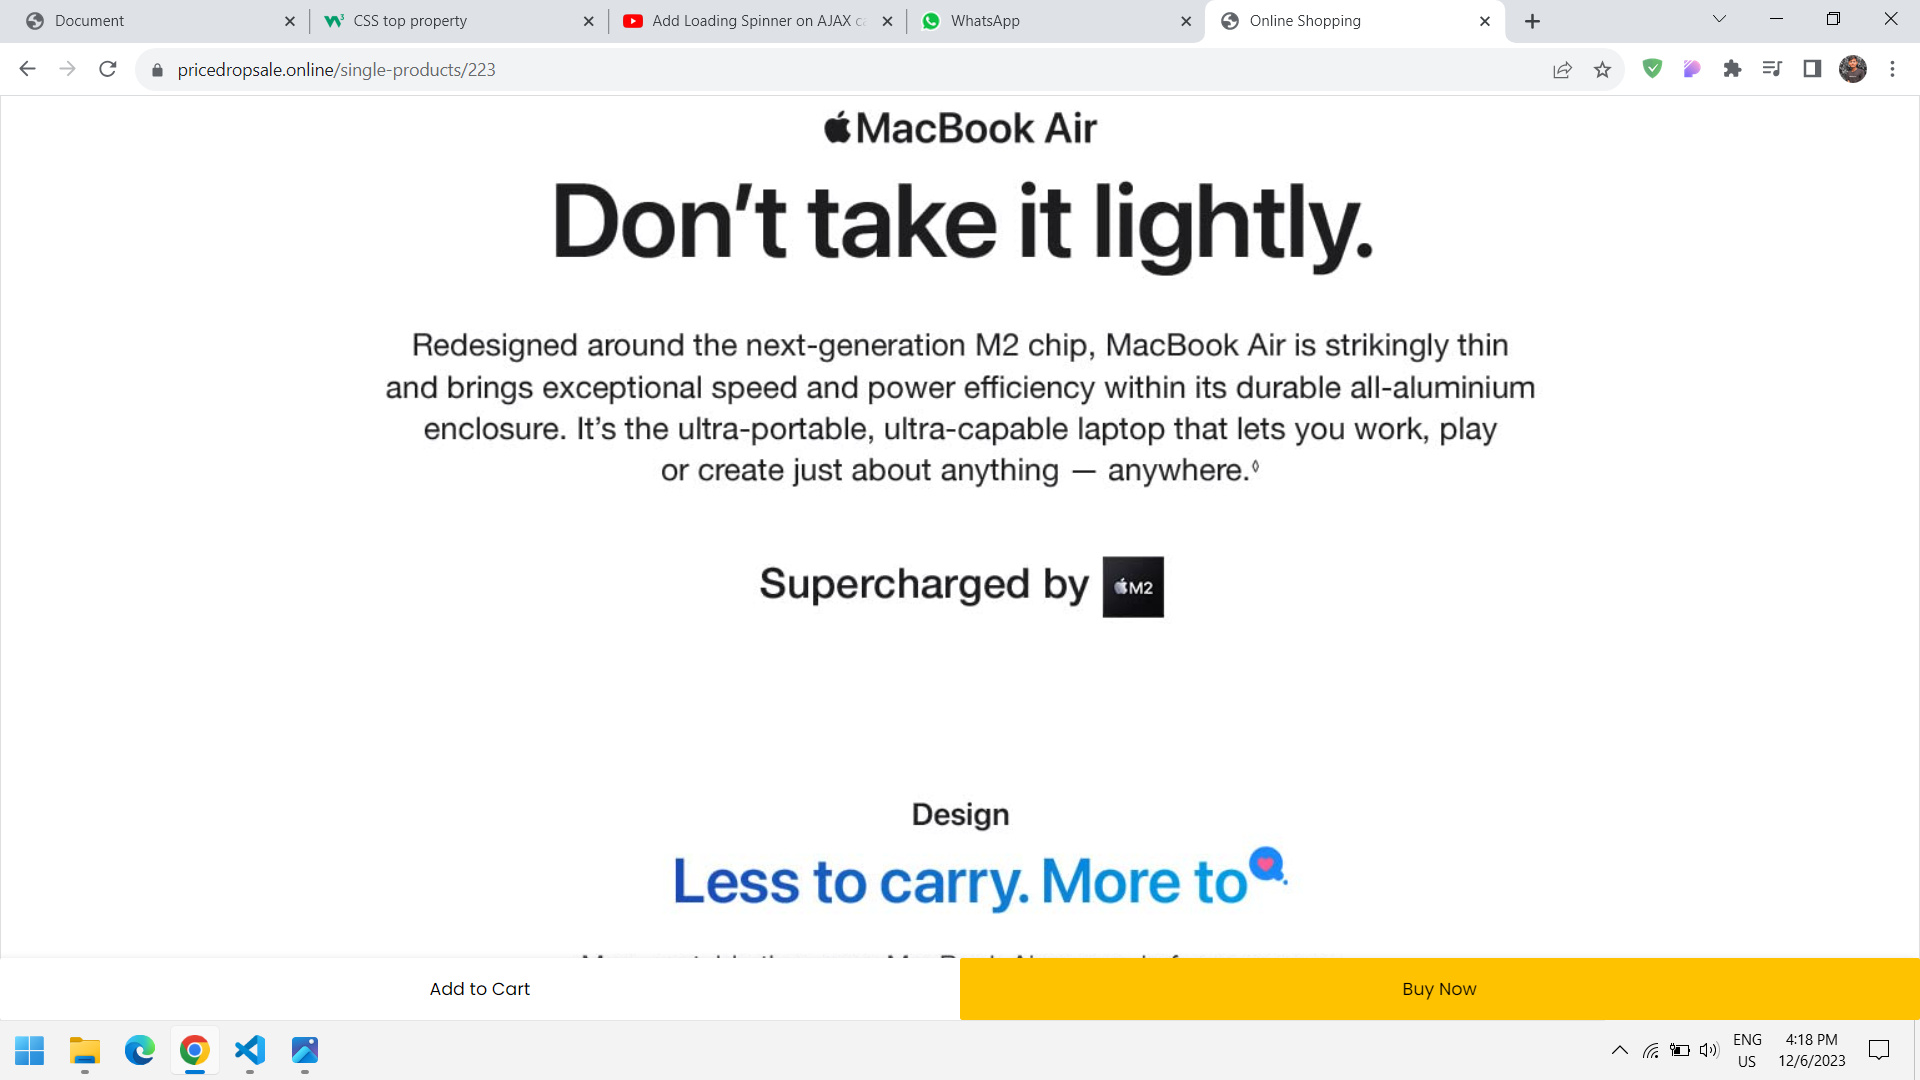 Document
CSS top property
Add Loading Spinner on AJAX
WhatsApp
Online Shopping
pricedropsale.online/single-products/223
MacBook Air
Don't take it lightly.
Redesigned around the next-generation M2 chip, MacBook Air is strikingly thin
and brings exceptional speed and power efficiency within its durable all-aluminium
enclosure. It's the ultra-portable, ultra-capable laptop that lets you work, play
or create just about anything — anywhere.◊
Supercharged by M2
Design
Less to carry. More to
Add to Cart
Buy Now
ENG
US
4:18 PM
12/6/2023